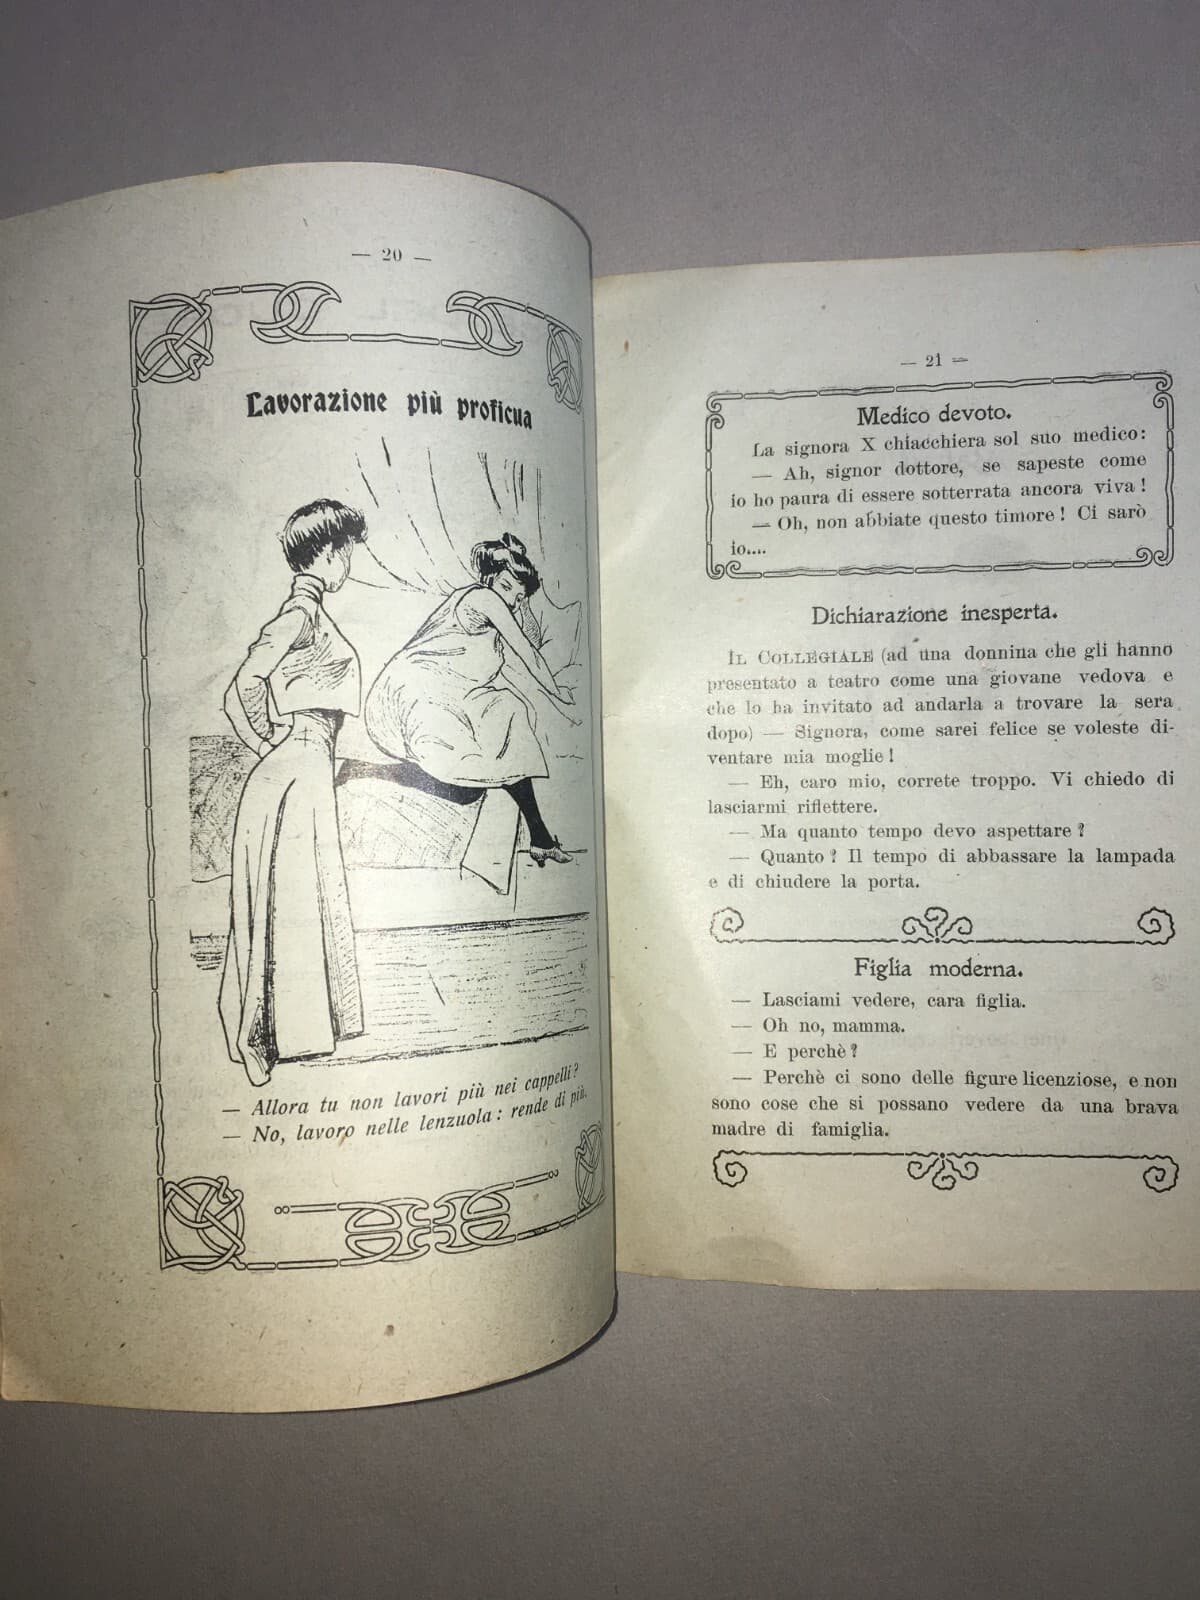 — 20 —
Lavorazione più proficua
— Allora tu non lavori più nei cappelli?
— No, lavoro nelle lenzuola: rende di più.
— 21 —
Medico devoto.
La signora X chiacchiera sol suo medico:
— Ah, signor dottore, se sapeste come
io ho paura di essere sotterrata ancora viva!
— Oh, non abbiate questo timore! Ci sarò
io....
Dichiarazione inesperta.
IL COLLEGIALE (ad una donnina che gli hanno
presentato a teatro come una giovane vedova e
che lo ha invitato ad andarla a trovare la sera
dopo) — Signora, come sarei felice se voleste di-
ventare mia moglie!
— Eh, caro mio, correte troppo. Vi chiedo di
lasciarmi riflettere.
— Ma quanto tempo devo aspettare?
— Quanto? Il tempo di abbassare la lampada
e di chiudere la porta.
Figlia moderna.
— Lasciami vedere, cara figlia.
— Oh no, mamma.
— E perchè?
— Perchè ci sono delle figure licenziose, e non
sono cose che si possano vedere da una brava
madre di famiglia.